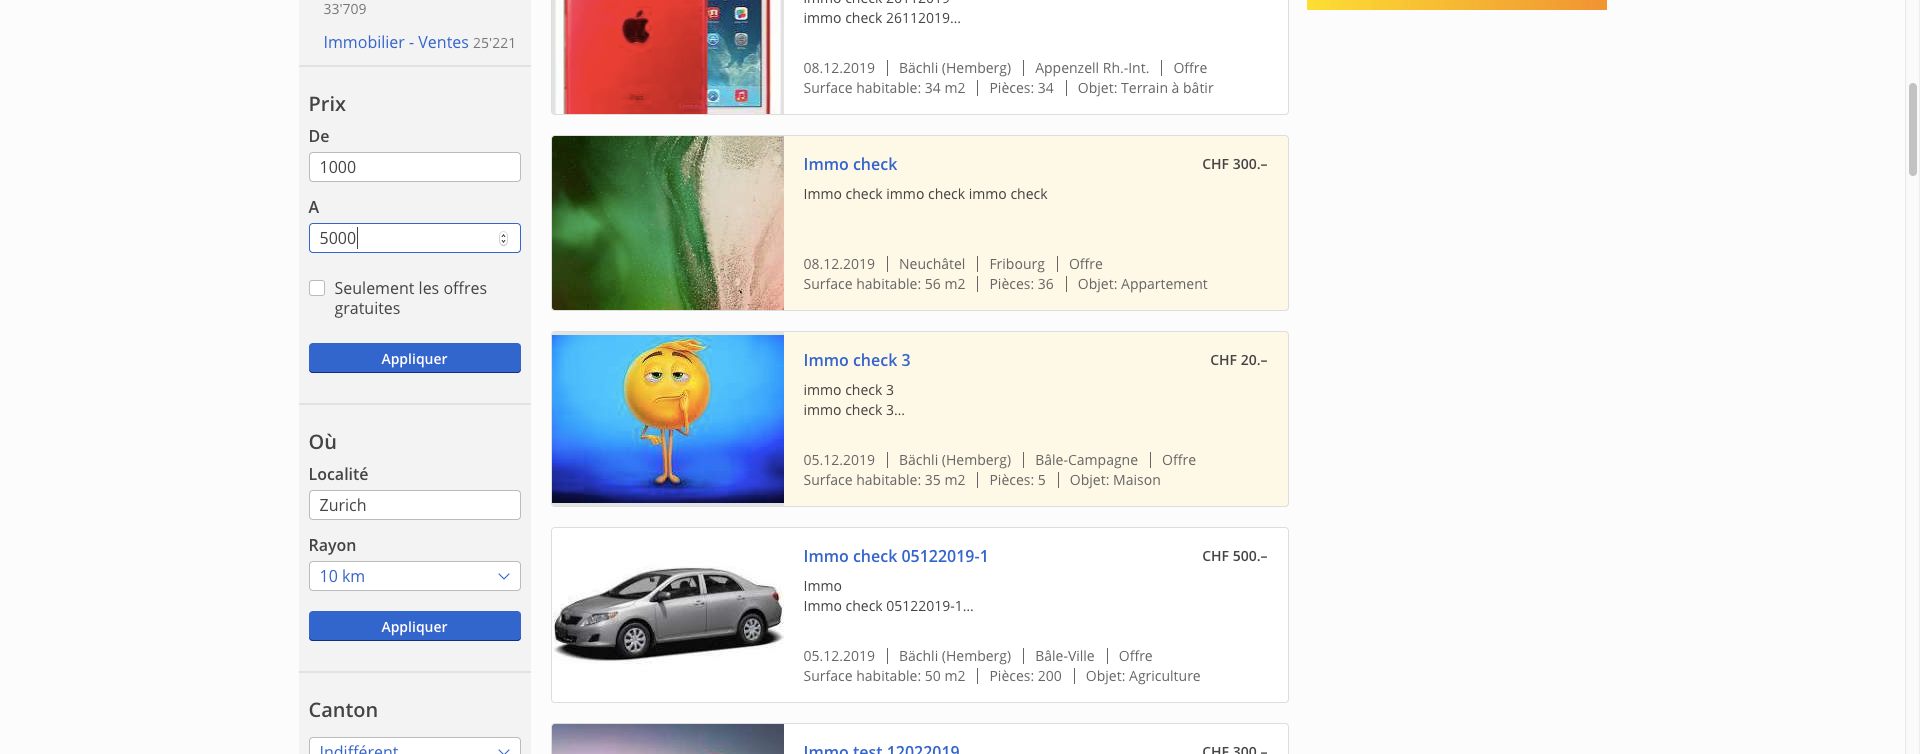 33'709
Immobilier - Ventes 25'221
Prix
De
1000
A
5000
Seulement les offres
gratuites
Appliquer
Où
Localité
Zurich
Rayon
10 km
Appliquer
Canton
Indifférent
immo check 26112019
immo check 26112019...
08.12.2019 | Bächli (Hemberg) | Appenzell Rh.-Int. | Offre
Surface habitable: 34 m2 | Pièces: 34 | Objet: Terrain à bâtir
Immo check
CHF 300.–
Immo check immo check immo check
08.12.2019 | Neuchâtel | Fribourg | Offre
Surface habitable: 56 m2 | Pièces: 36 | Objet: Appartement
Immo check 3
CHF 20.–
immo check 3
immo check 3...
05.12.2019 | Bächli (Hemberg) | Bâle-Campagne | Offre
Surface habitable: 35 m2 | Pièces: 5 | Objet: Maison
Immo check 05122019-1
CHF 500.–
Immo
Immo check 05122019-1...
05.12.2019 | Bächli (Hemberg) | Bâle-Ville | Offre
Surface habitable: 50 m2 | Pièces: 200 | Objet: Agriculture
Immo test 12022019
CHF 300.–